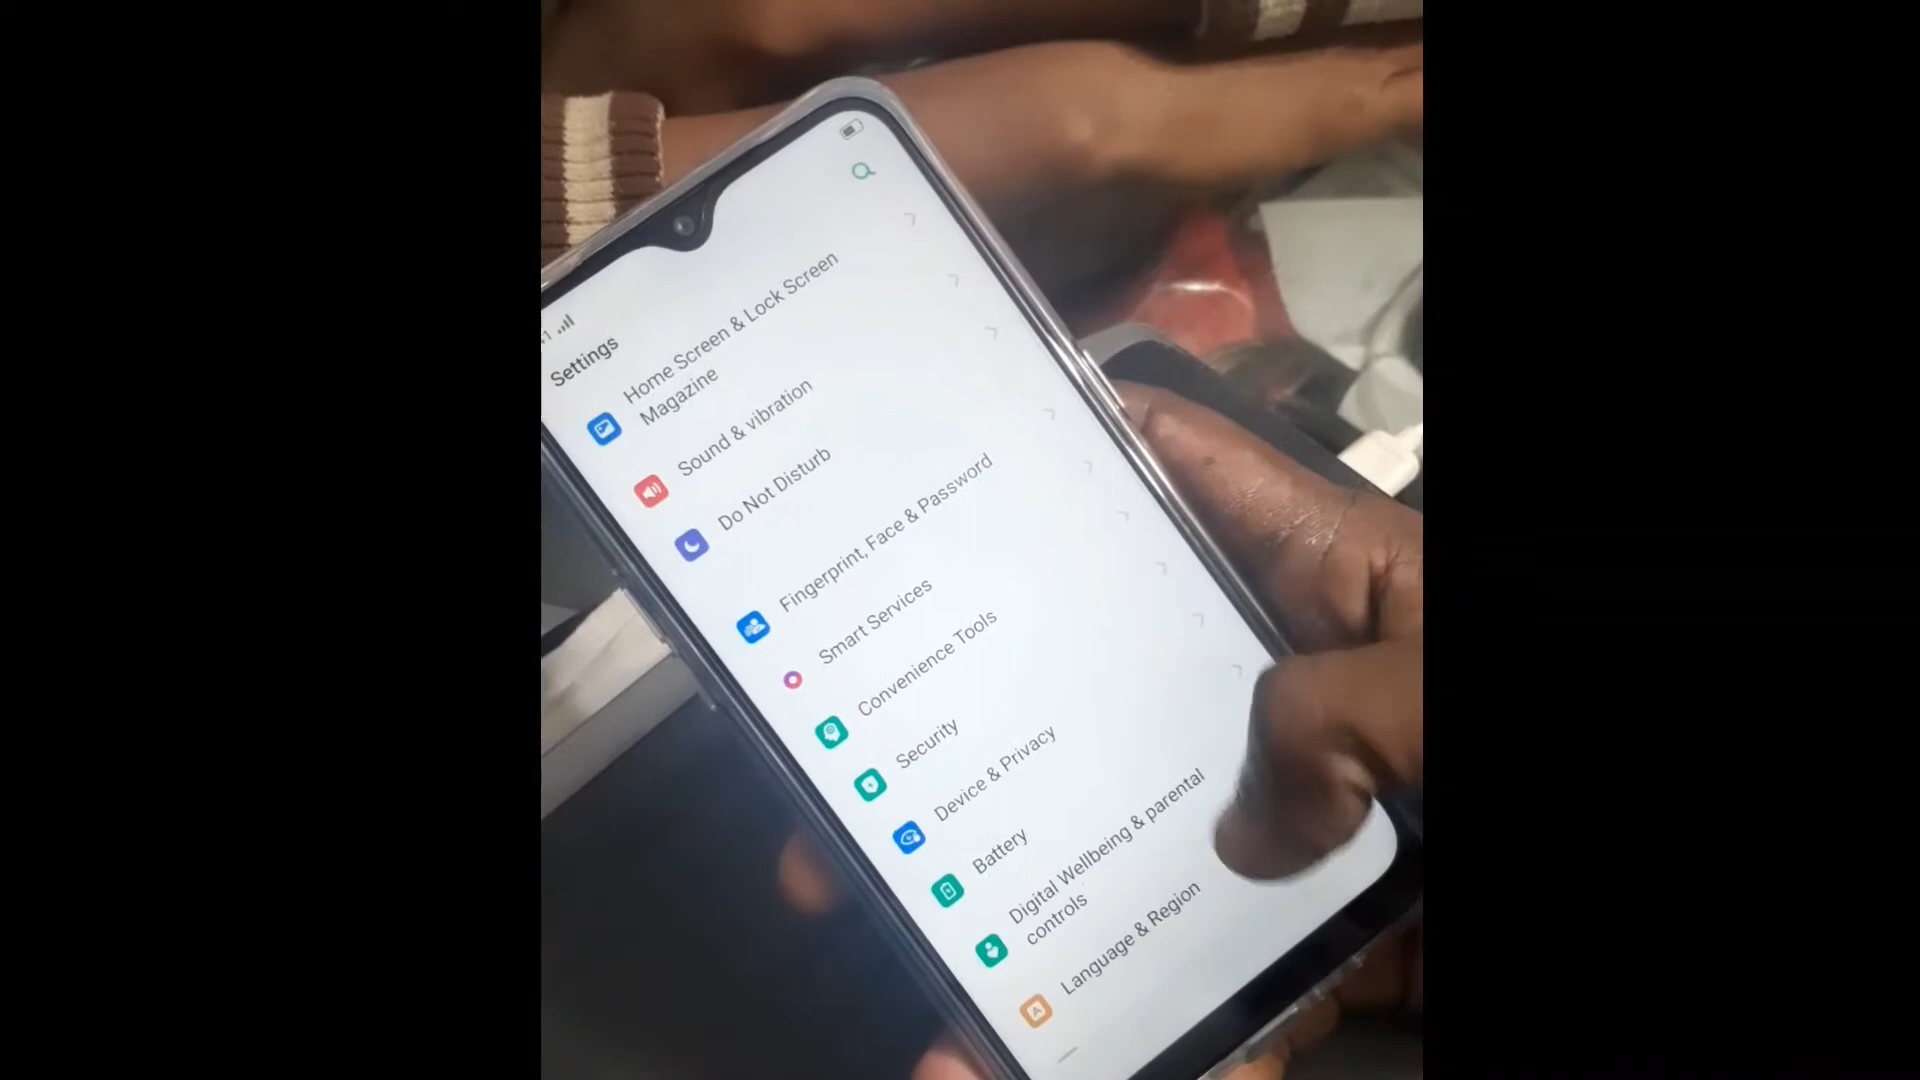 Settings
Home Screen & Lock Screen
Magazine
Sound & vibration
Do Not Disturb
Fingerprint, Face & Password
Smart Services
Convenience Tools
Security
Device & Privacy
Battery
Digital Wellbeing & parental
controls
Language & Region